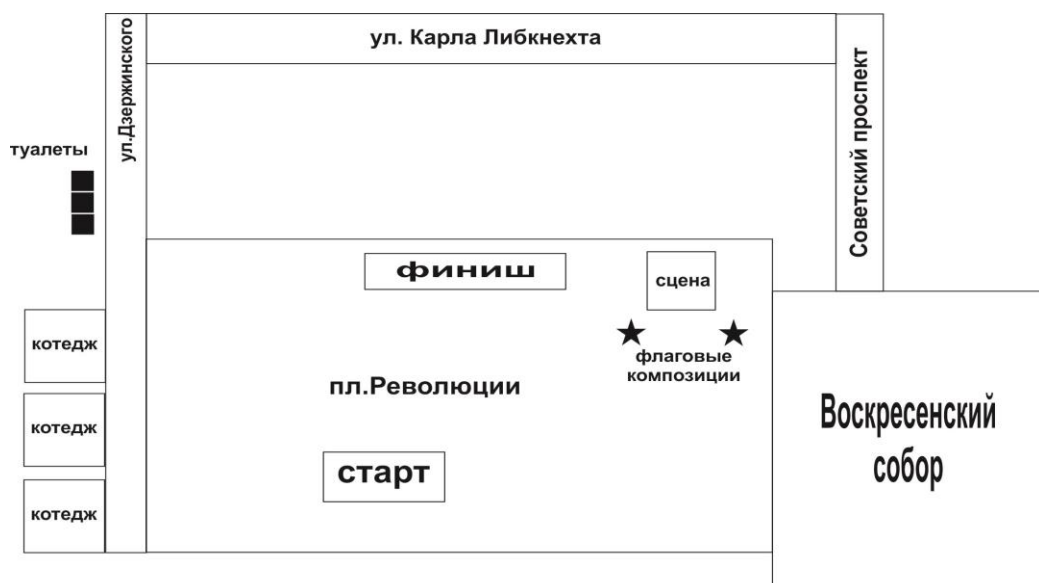 ул. Карла Либкнехта
ул.Дзержинского
Советский проспект
туалеты
финиш
сцена
котедж
флаговые
композиции
пл.Революции
Воскресенский
собор
котедж
старт
котедж